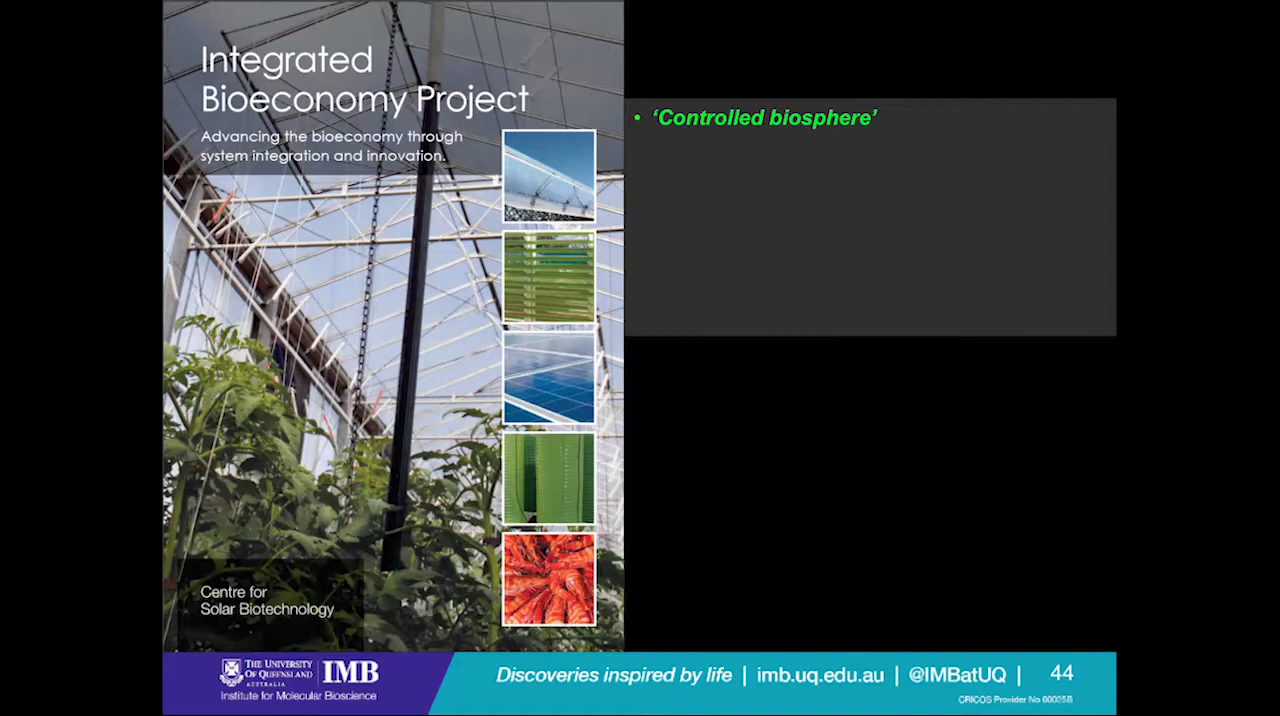 Integrated
Bioeconomy Project
Advancing the bioeconomy through
system integration and innovation.
• ‘Controlled biosphere’
Centre for
Solar Biotechnology
THE UNIVERSITY
OF QUEENSLAND
AUSTRALIA
IMB
Institute for Molecular Bioscience
Discoveries inspired by life | imb.uq.edu.au | @IMBatUQ | 44
CRICOS Provider No 00025B